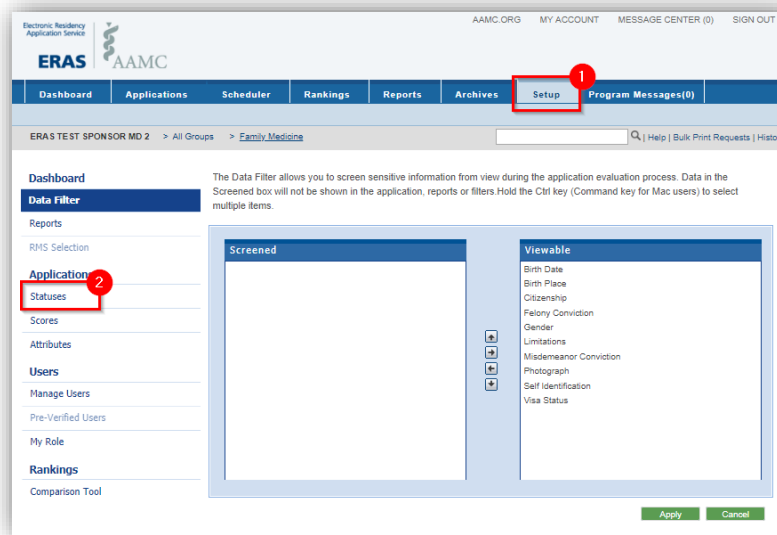 Electronic Residency
Application Service
ERAS
AAMC
AAMC.ORG MY ACCOUNT MESSAGE CENTER (0) SIGN OUT
1
Dashboard Applications Scheduler Rankings Reports Archives Setup Program Messages(0)
ERAS TEST SPONSOR MD 2 > All Groups > Family Medicine | Help | Bulk Print Requests | Histo
Dashboard
Data Filter
Reports
RMS Selection
Applications
2
Statuses
Scores
Attributes
Users
Manage Users
Pre-Verified Users
My Role
Rankings
Comparison Tool
The Data Filter allows you to screen sensitive information from view during the application evaluation process. Data in the
Screened box will not be shown in the application, reports or filters.Hold the Ctrl key (Command key for Mac users) to select
multiple items.
Screened
Viewable
Birth Date
Birth Place
Citizenship
Felony Conviction
Gender
Limitations
Misdemeanor Conviction
Photograph
Self Identification
Visa Status
Apply Cancel